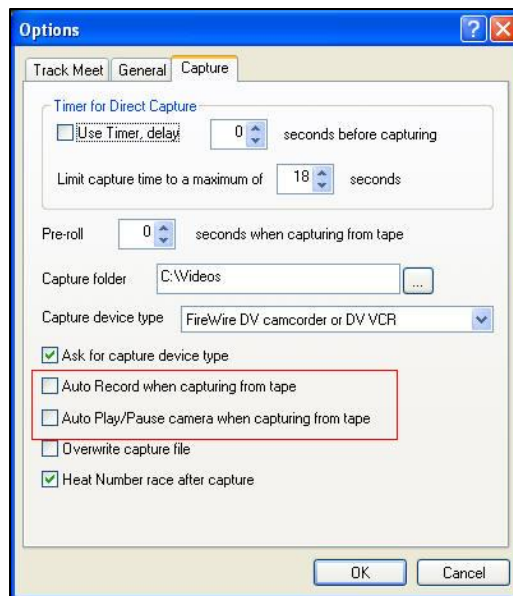 Options
Track Meet General Capture
Timer for Direct Capture
Use Timer, delay 0 seconds before capturing
Limit capture time to a maximum of 18 seconds
Pre-roll 0 seconds when capturing from tape
Capture folder C:\Videos ...
Capture device type FireWire DV camcorder or DV VCR
Ask for capture device type
Auto Record when capturing from tape
Auto Play/Pause camera when capturing from tape
Overwrite capture file
Heat Number race after capture
OK Cancel